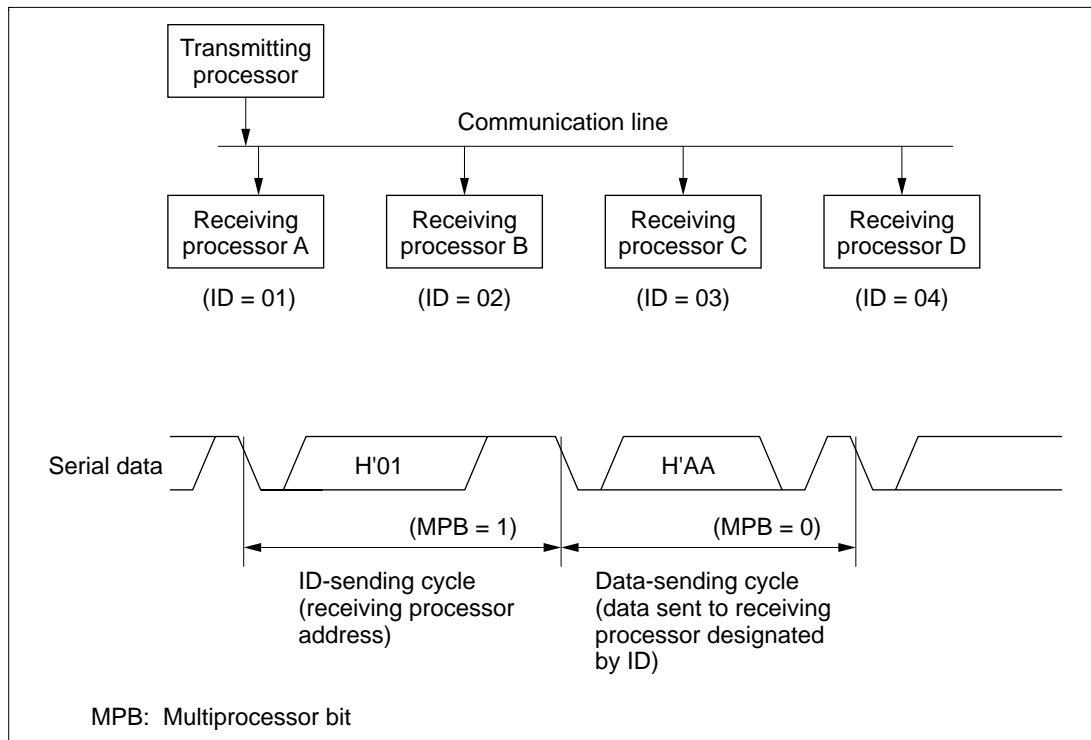 Transmitting
processor
Communication line
Receiving
processor A
Receiving
processor B
Receiving
processor C
Receiving
processor D
(ID = 01)
(ID = 02)
(ID = 03)
(ID = 04)
Serial data
H'01
H'AA
(MPB = 1)
(MPB = 0)
ID-sending cycle
(receiving processor
address)
Data-sending cycle
(data sent to receiving
processor designated
by ID)
MPB: Multiprocessor bit